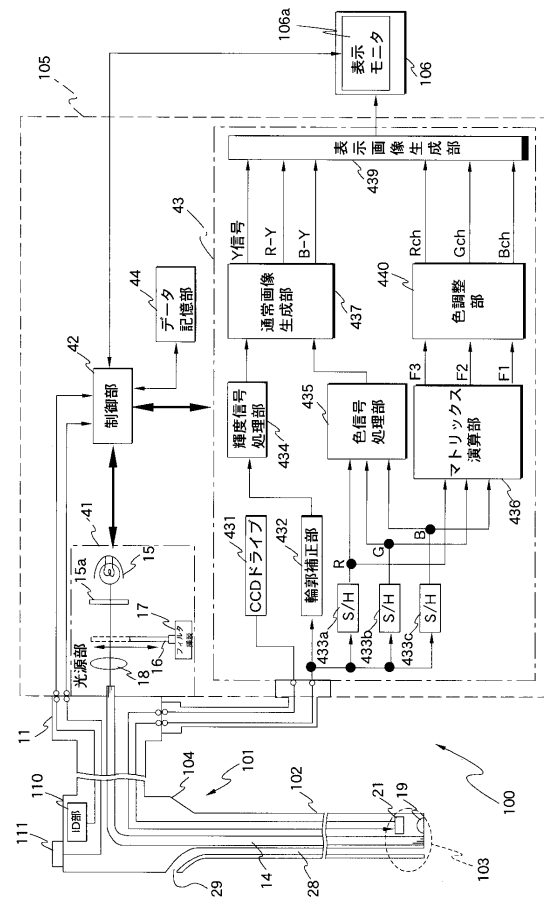 105
106a
表示
モニタ
106
表示画像生成部
439
43
Y信号
R-Y
B-Y
Rch
Gch
Bch
44
データ
記憶部
42
制御部
通常画像
生成部
437
440
色調整
部
輝度信号
処理部
434
435
色信号
処理部
F3
F2
F1
マトリックス
演算部
436
41
15a
15
17
16
18
光源部
431
CCDドライブ
432
輪郭補正部
R
G
B
433a
S/H
433b
S/H
433c
S/H
11
110
111
ID部
104
101
102
100
21
19
103
14
28
29